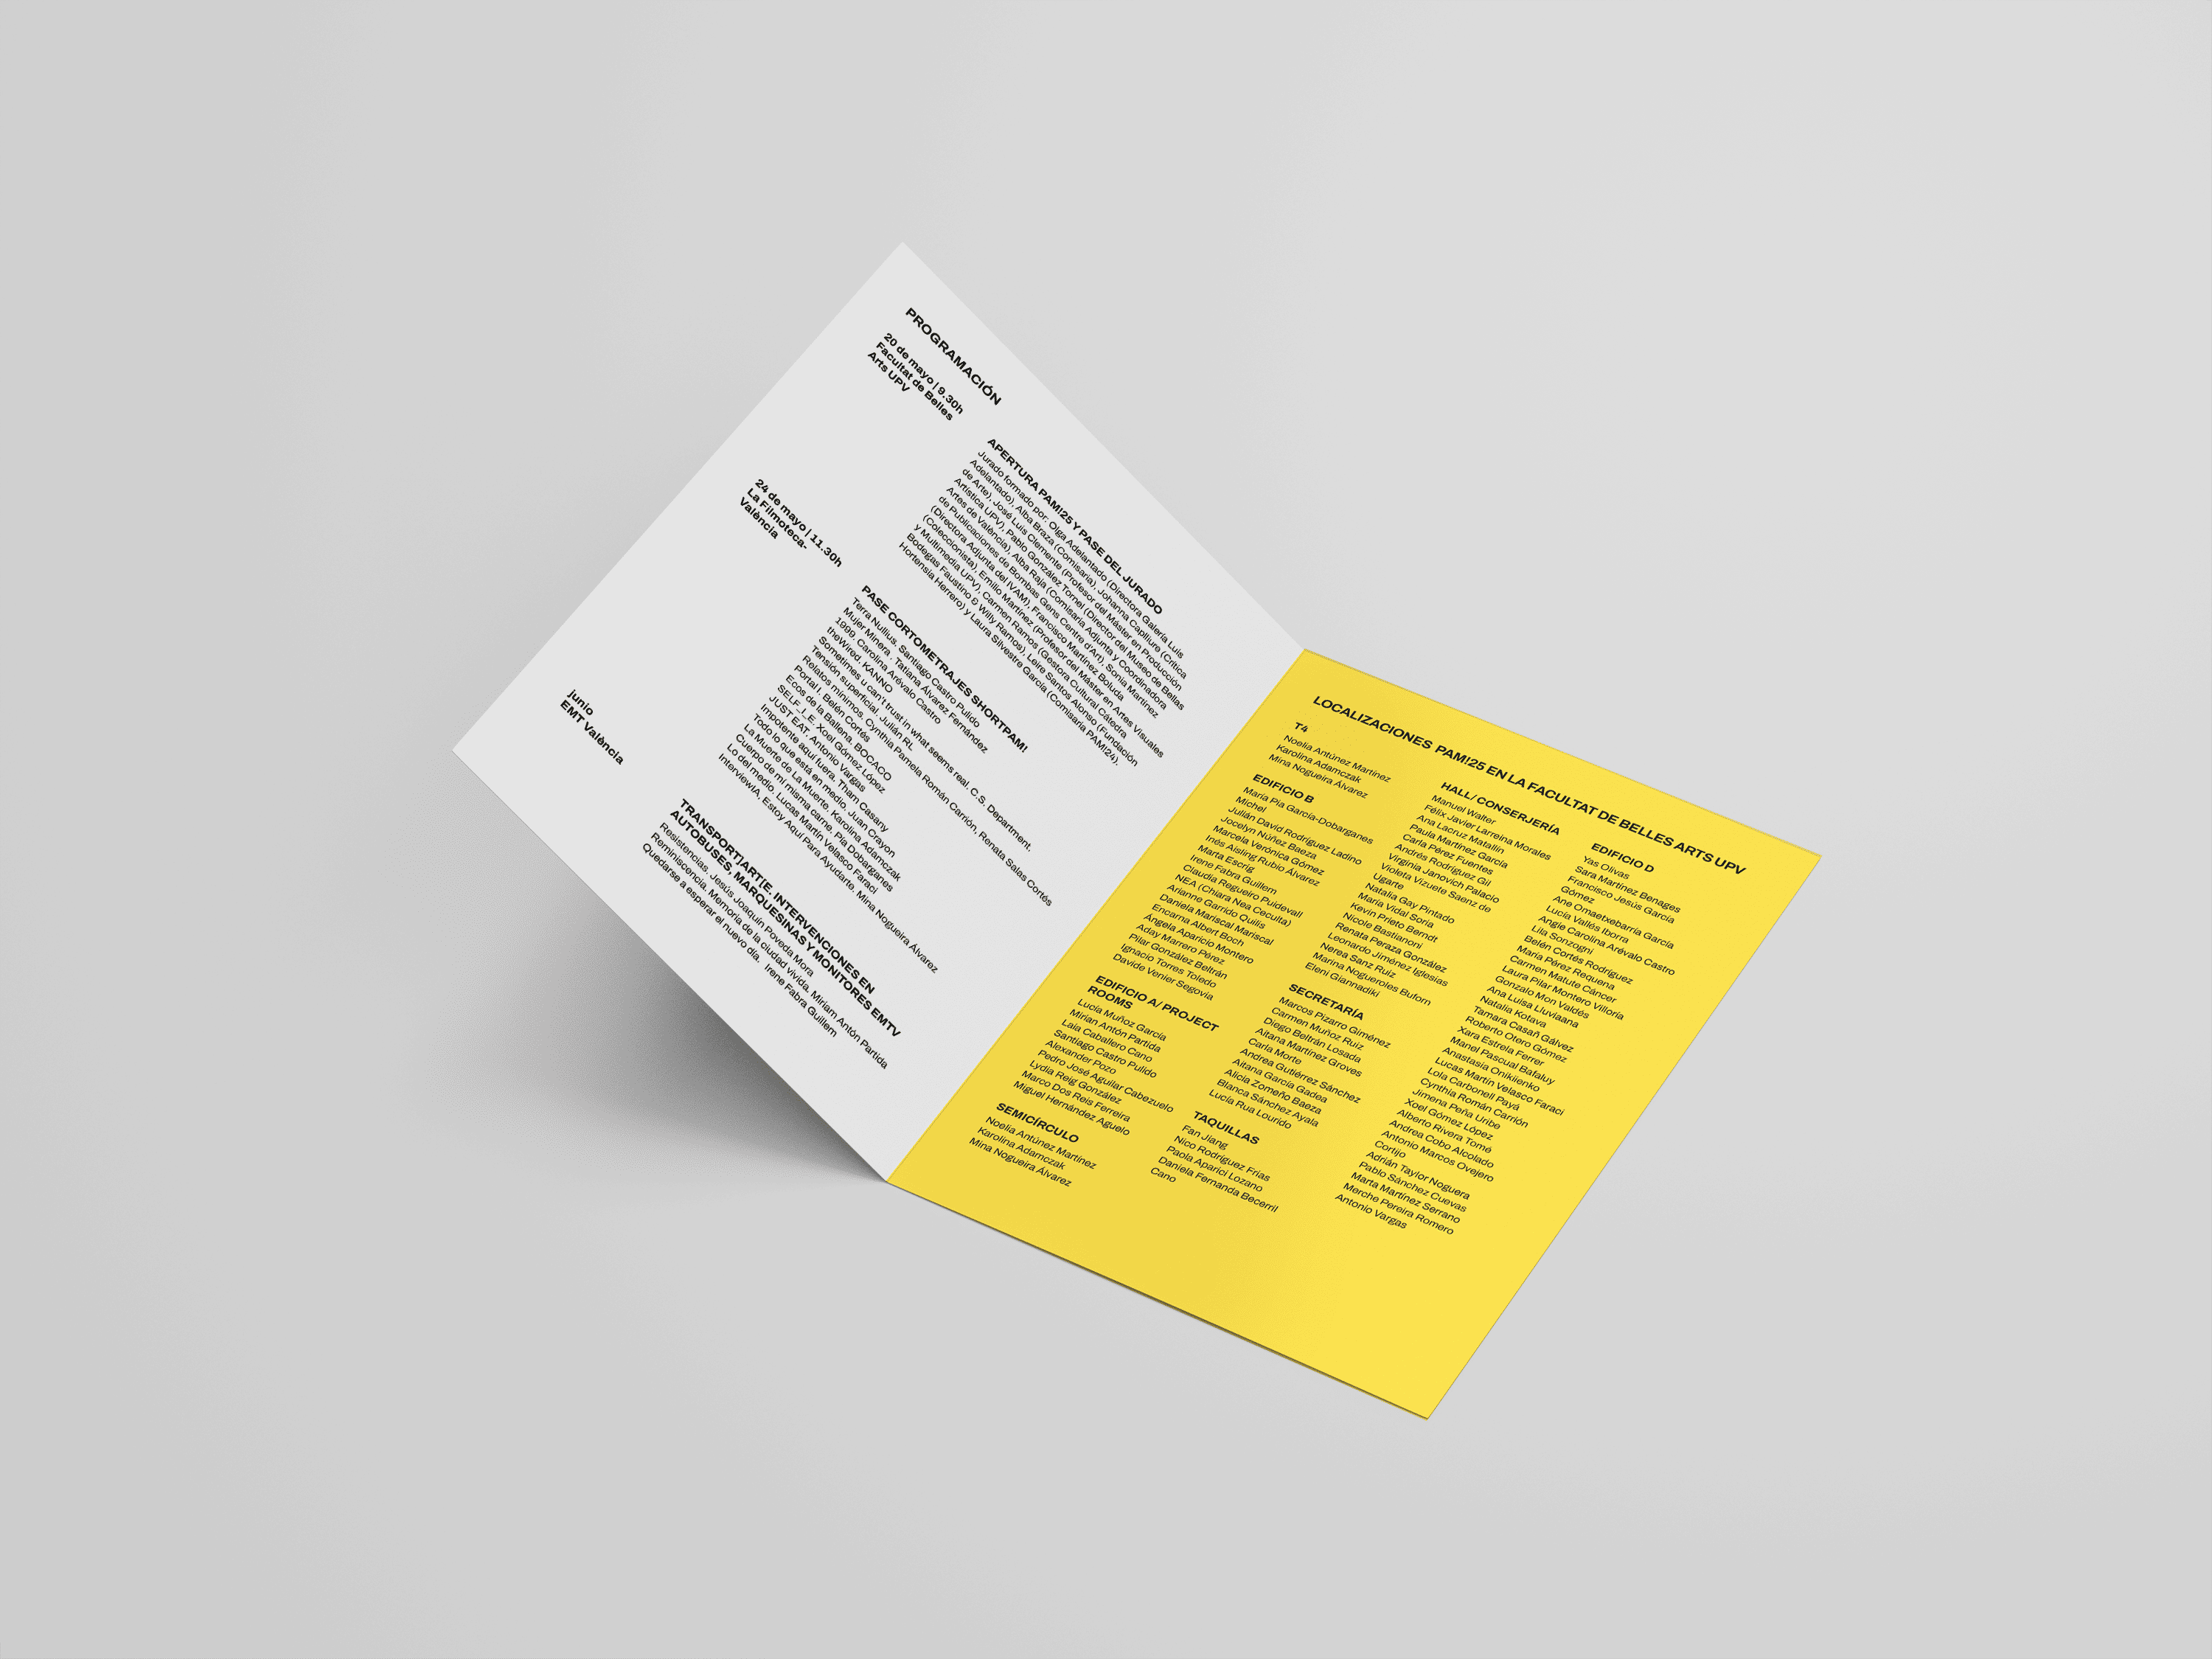 PROGRAMACIÓN
20 de mayo | 9.30h
Facultat de Belles
Arts UPV
APERTURA PAM!25 Y PASE DEL JURADO
Jurado formado por: Olga Adelantado (Directora Galería Luis
Adelantado), Alba Braza (Comisaria), Johanna Caplliure (Crítica
de Arte), José Luis Clemente (Profesor del Máster en Producción
Artística UPV), Pablo González Tornel (Director del Museo de Bellas
Artes de València), Alba Raja (Comisaria Adjunta y Coordinadora
de Publicaciones de Bombas Gens Centre d'Art), Sonia Martínez
(Directora Adjunta del IVAM), Francisco Martínez Boluda
(Coleccionista), Emilio Martínez (Profesor del Máster en Artes Visuales
y Multimedia UPV), Carmen Ramos (Gestora Cultural Cátedra
Bodegas Faustino & Willy Ramos), Leire Santos Alonso (Fundación
Hortensia Herrero) y Laura Silvestre García (Comisaria PAM!24).
24 de mayo | 11.30h
La Filmoteca-
València
PASE CORTOMETRAJES SHORTPAM!
Terra Nullius. Santiago Castro Pulido
Mujer Minera . Tatiana Álvarez Fernández
1999. Carolina Arévalo Castro
theWired. KANNO
Sometimes u can't trust in what seems real. C.S. Department.
Tensión superficial. Julián RL
Relatos mínimos. Cynthia Pamela Román Carrión, Renata Salas Cortés
Portal I. Belén Cortés
Ecos de la Ballena. BOCACO
SELF_I.E. Xoel Gómez López
JUST EAT. Antonio Vargas
Impotente aquí fuera. Tham Casany
Todo lo que está en medio. Juan Crayon
La Muerte de La Muerte. Karolina Adamczak
Cuerpo de mi misma carne. Pia Dobarganes
Lo del medio. Lucas Martín Velasco Faraci
InterviewIA, Estoy Aquí Para Ayudarte. Mina Nogueira Álvarez
junio
EMT València
TRANSPORT]ART[E. INTERVENCIONES EN
AUTOBUSES, MARQUESINAS Y MONITORES EMTV
Resistencias. Jesús Joaquín Poveda Mora
Reminiscencia. Memoria de la ciudad vivida. Miriam Antón Partida
Quedarse a esperar el nuevo día. Irene Fabra Guillem
LOCALIZACIONES PAM!25 EN LA FACULTAT DE BELLES ARTS UPV
T4
Noelia Antúnez Martínez
Karolina Adamczak
Mina Nogueira Álvarez
EDIFICIO B
María Pía García-Dobarganes
Michel
Julián David Rodríguez Ladino
Jocelyn Núñez Baeza
Marcela Verónica Gómez
Inés Aisling Rubio Álvarez
Marta Escrig
Irene Fabra Guillem
Claudia Regueiro Puidevall
NEA (Chiara Nea Ceculta)
Arianne Garrido Quilis
Daniela Mariscal Mariscal
Encarna Albert Boch
Ángela Aparicio Montero
Aday Marrero Pérez
Pilar González Beltrán
Ignacio Torres Toledo
Davide Venier Segovia
EDIFICIO A/ PROJECT
ROOMS
Lucía Muñoz García
Mirian Antón Partida
Laia Caballero Cano
Santiago Castro Pulido
Alexander Pozo
Pedro José Aguilar Cabezuelo
Lydia Reig González
Marco Dos Reis Ferreira
Miguel Hernández Aguelo
SEMICÍRCULO
Noelia Antúnez Martínez
Karolina Adamczak
Mina Nogueira Álvarez
HALL/ CONSERJERÍA
Manuel Walter
Félix Javier Larreina Morales
Ana Lacruz Matallín
Paula Martínez García
Carla Pérez Fuentes
Andrés Rodríguez Gil
Virginia Janovich Palacio
Violeta Vizuete Saenz de
Ugarte
Natalia Gay Pintado
María Vidal Soria
Kevin Prieto Berndt
Nicole Bastianoni
Renata Peraza González
Leonardo Jiménez Iglesias
Nerea Sanz Ruiz
Marina Nogueroles Buforn
Eleni Giannadiki
SECRETARÍA
Marcos Pizarro Giménez
Carmen Muñoz Ruiz
Diego Beltrán Losada
Aitana Martínez Groves
Carla Morte
Andrea Gutiérrez Sánchez
Aitana García Gadea
Alicia Zomeño Baeza
Blanca Sánchez Ayala
Lucía Rua Lourido
TAQUILLAS
Fan Jiang
Nico Rodríguez Frías
Paola Aparici Lozano
Daniela Fernanda Becerril
Cano
EDIFICIO D
Yas Olivas
Sara Martínez Benages
Francisco Jesús García
Gómez
Ane Omaetxebarría García
Lucía Vallés Iborra
Angie Carolina Arévalo Castro
Lila Sonzogni
Belén Cortés Rodríguez
María Pérez Requena
Carmen Matute Cáncer
Laura Pilar Montero Villoria
Gonzalo Mon Valdés
Ana Luisa Lluviaana
Natalia Kotava
Tamara Casañ Gálvez
Roberto Otero Gómez
Xara Estrela Ferrer
Manel Pascual Bafaluy
Anastasia Onikiienko
Lucas Martín Velasco Faraci
Lola Carbonell Payá
Cynthia Román Carrión
Jimena Peña Uribe
Xoel Gómez López
Alberto Rivera Tomé
Andrea Cobo Alcolado
Antonio Marcos Ovejero
Cortijo
Adrián Taylor Noguera
Pablo Sánchez Cuevas
Marta Martínez Serrano
Merche Pereira Romero
Antonio Vargas